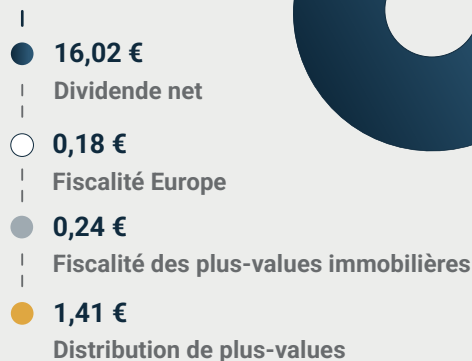 16,02 €
Dividende net
0,18 €
Fiscalité Europe
0,24 €
Fiscalité des plus-values immobilières
1,41 €
Distribution de plus-values